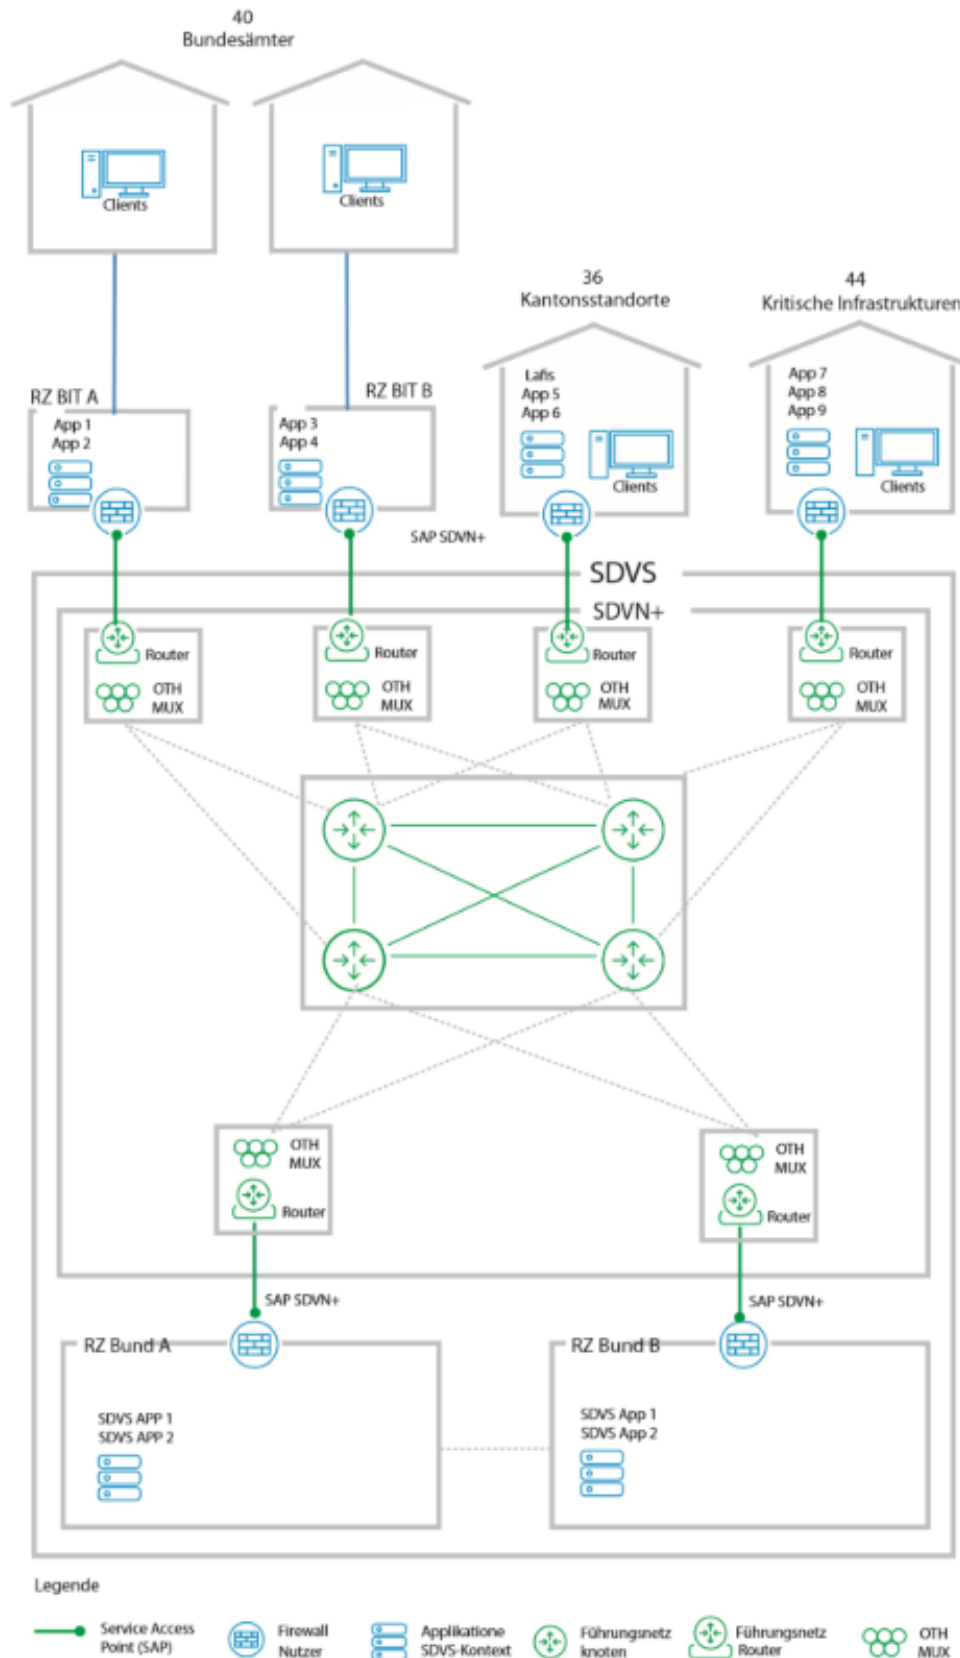 40
Bundesämter
Clients
Clients
36
Kantonsstandorte
44
Kritische Infrastrukturen
RZ BIT A
App 1
App 2
RZ BIT B
App 3
App 4
Lafis
App 5
App 6
Clients
App 7
App 8
App 9
Clients
SAP SDVN+
SDVS
SDVN+
Router
OTH
MUX
Router
OTH
MUX
Router
OTH
MUX
Router
OTH
MUX
OTH
MUX
Router
OTH
MUX
Router
SAP SDVN+
SAP SDVN+
RZ Bund A
SDVS APP 1
SDVS APP 2
RZ Bund B
SDVS App 1
SDVS App 2
Legende
Service Access
Point (SAP)
Firewall
Nutzer
Applikatione
SDVS-Kontext
Führungsnetz
knoten
Führungsnetz
Router
OTH
MUX